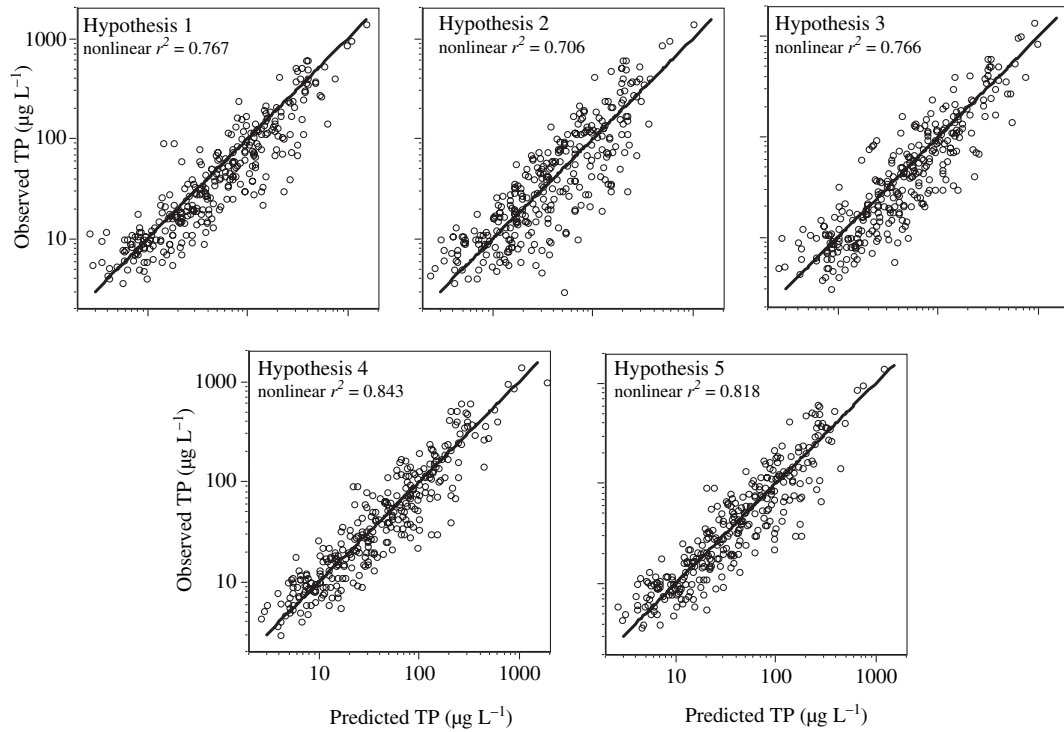 Hypothesis 1
nonlinear r² = 0.767
Hypothesis 2
nonlinear r² = 0.706
Hypothesis 3
nonlinear r² = 0.766
1000
100
10
Observed TP (µg L⁻¹)
Hypothesis 4
nonlinear r² = 0.843
Hypothesis 5
nonlinear r² = 0.818
1000
100
10
Observed TP (µg L⁻¹)
10 100 1000
10 100 1000
Predicted TP (µg L⁻¹)
Predicted TP (µg L⁻¹)